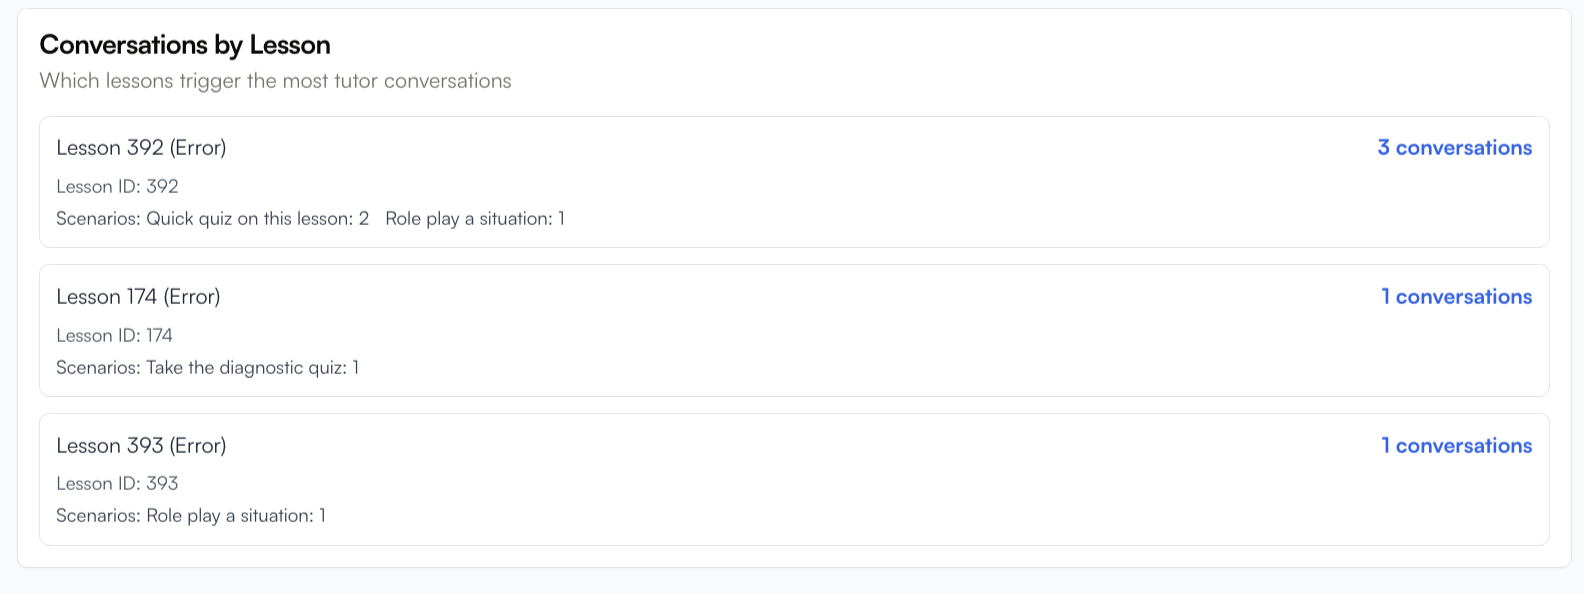 Conversations by Lesson
Which lessons trigger the most tutor conversations
Lesson 392 (Error)
3 conversations
Lesson ID: 392
Scenarios: Quick quiz on this lesson: 2 Role play a situation: 1
Lesson 174 (Error)
1 conversations
Lesson ID: 174
Scenarios: Take the diagnostic quiz: 1
Lesson 393 (Error)
1 conversations
Lesson ID: 393
Scenarios: Role play a situation: 1